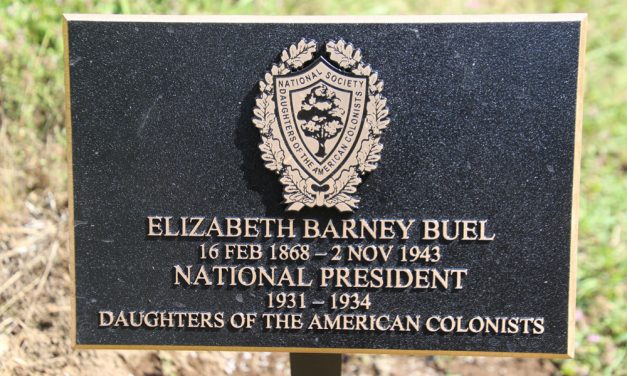 NATIONAL SOCIETY
DAUGHTERS OF THE AMERICAN COLONISTS
ELIZABETH BARNEY BUEL
16 FEB 1868 – 2 NOV 1943
NATIONAL PRESIDENT
1931 – 1934
DAUGHTERS OF THE AMERICAN COLONISTS